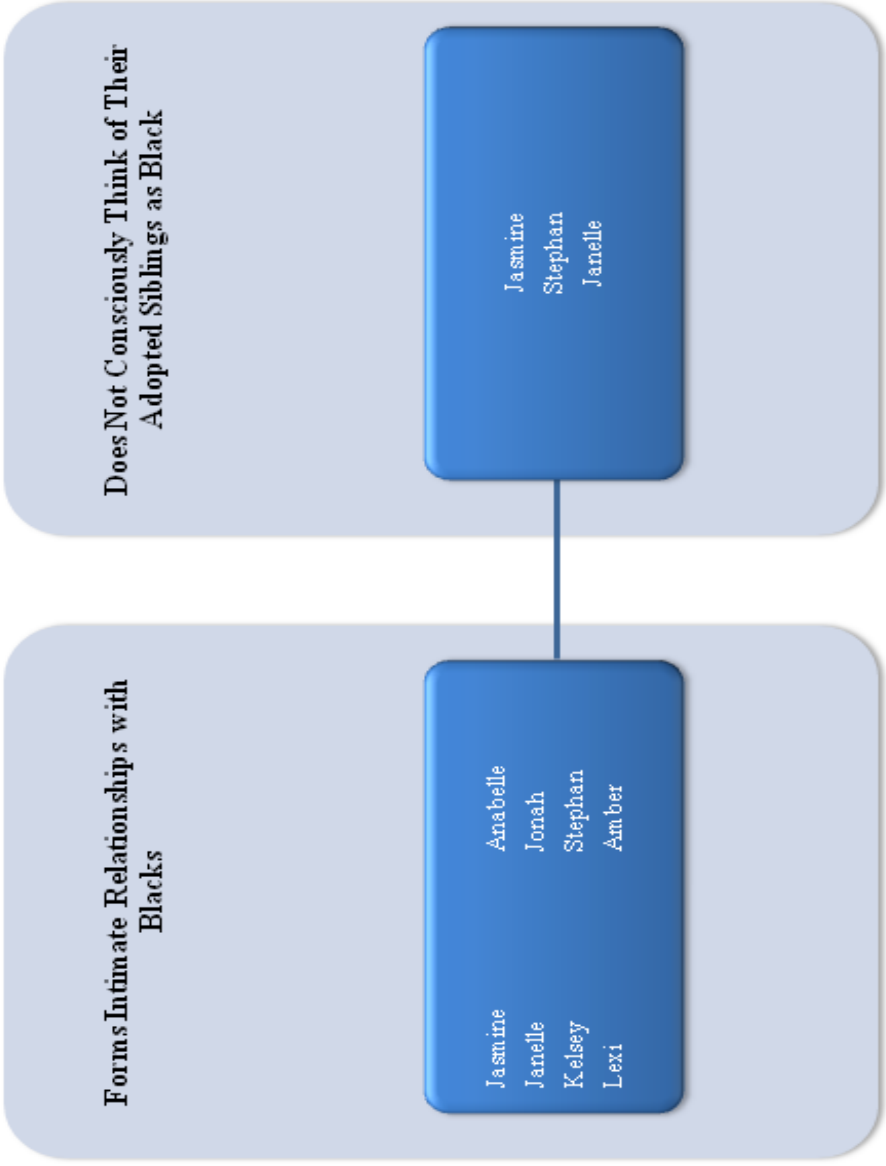 Forms Intimate Relationships with
Blacks
Jasmine
Janelle
Kelsey
Lexi
Anabelle
Jonah
Stephan
Amber
Does Not Consciously Think of Their
Adopted Siblings as Black
Jasmine
Stephan
Janelle